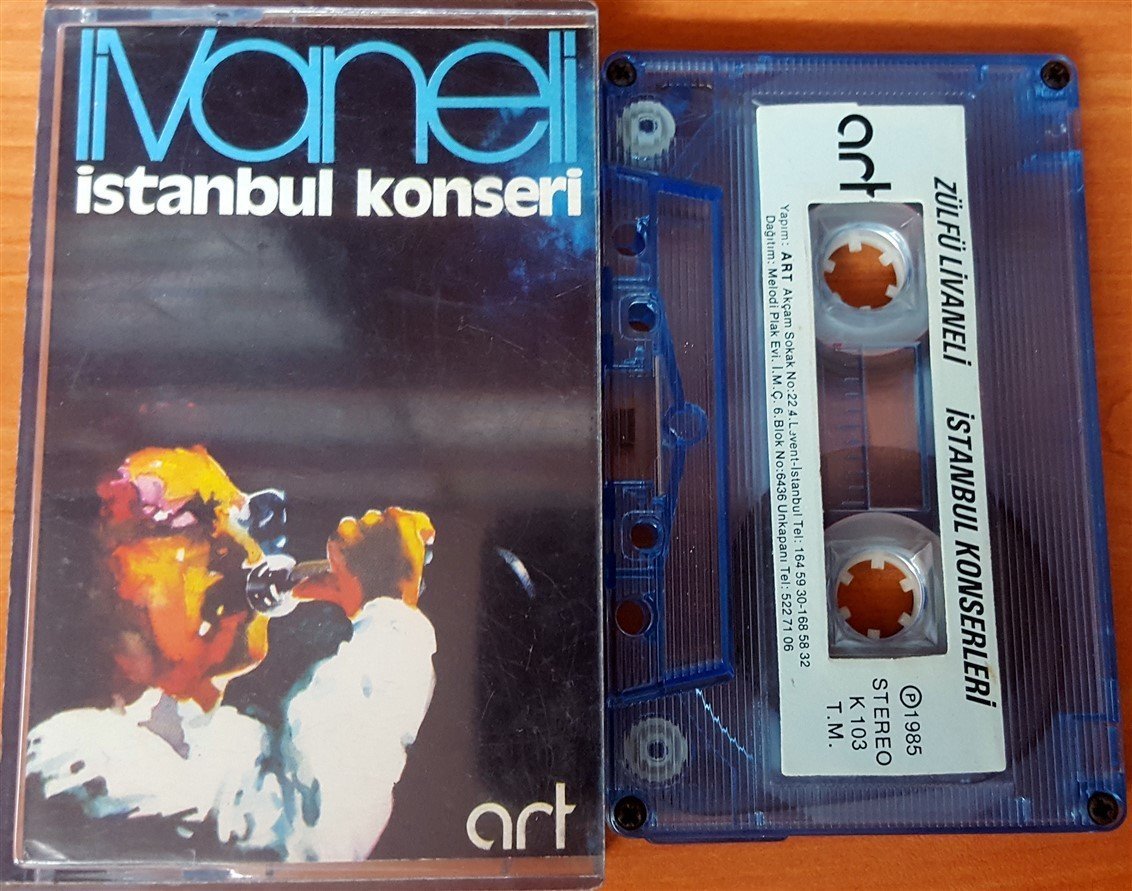 livaneli
istanbul konseri
art
art
ZÜLFÜ LİVANELİ İSTANBUL KONSERLERİ
Yapım: ART Akçam Sokak No:22 4.Levent-İstanbul Tel: 164 59 30-168 58 32
Dağıtım: Melodi Plak Evi. İ.M.Ç. 6.Blok No:6436 Unkapanı Tel: 522 71 06
℗1985
STEREO
K 103
T.M.